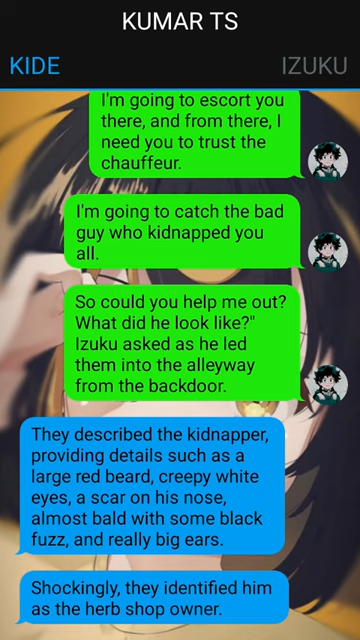 KUMAR TS
KIDE
IZUKU
I'm going to escort you
there, and from there, I
need you to trust the
chauffeur.
I'm going to catch the bad
guy who kidnapped you
all.
So could you help me out?
What did he look like?"
Izuku asked as he led
them into the alleyway
from the backdoor.
They described the kidnapper,
providing details such as a
large red beard, creepy white
eyes, a scar on his nose,
almost bald with some black
fuzz, and really big ears.
Shockingly, they identified him
as the herb shop owner.